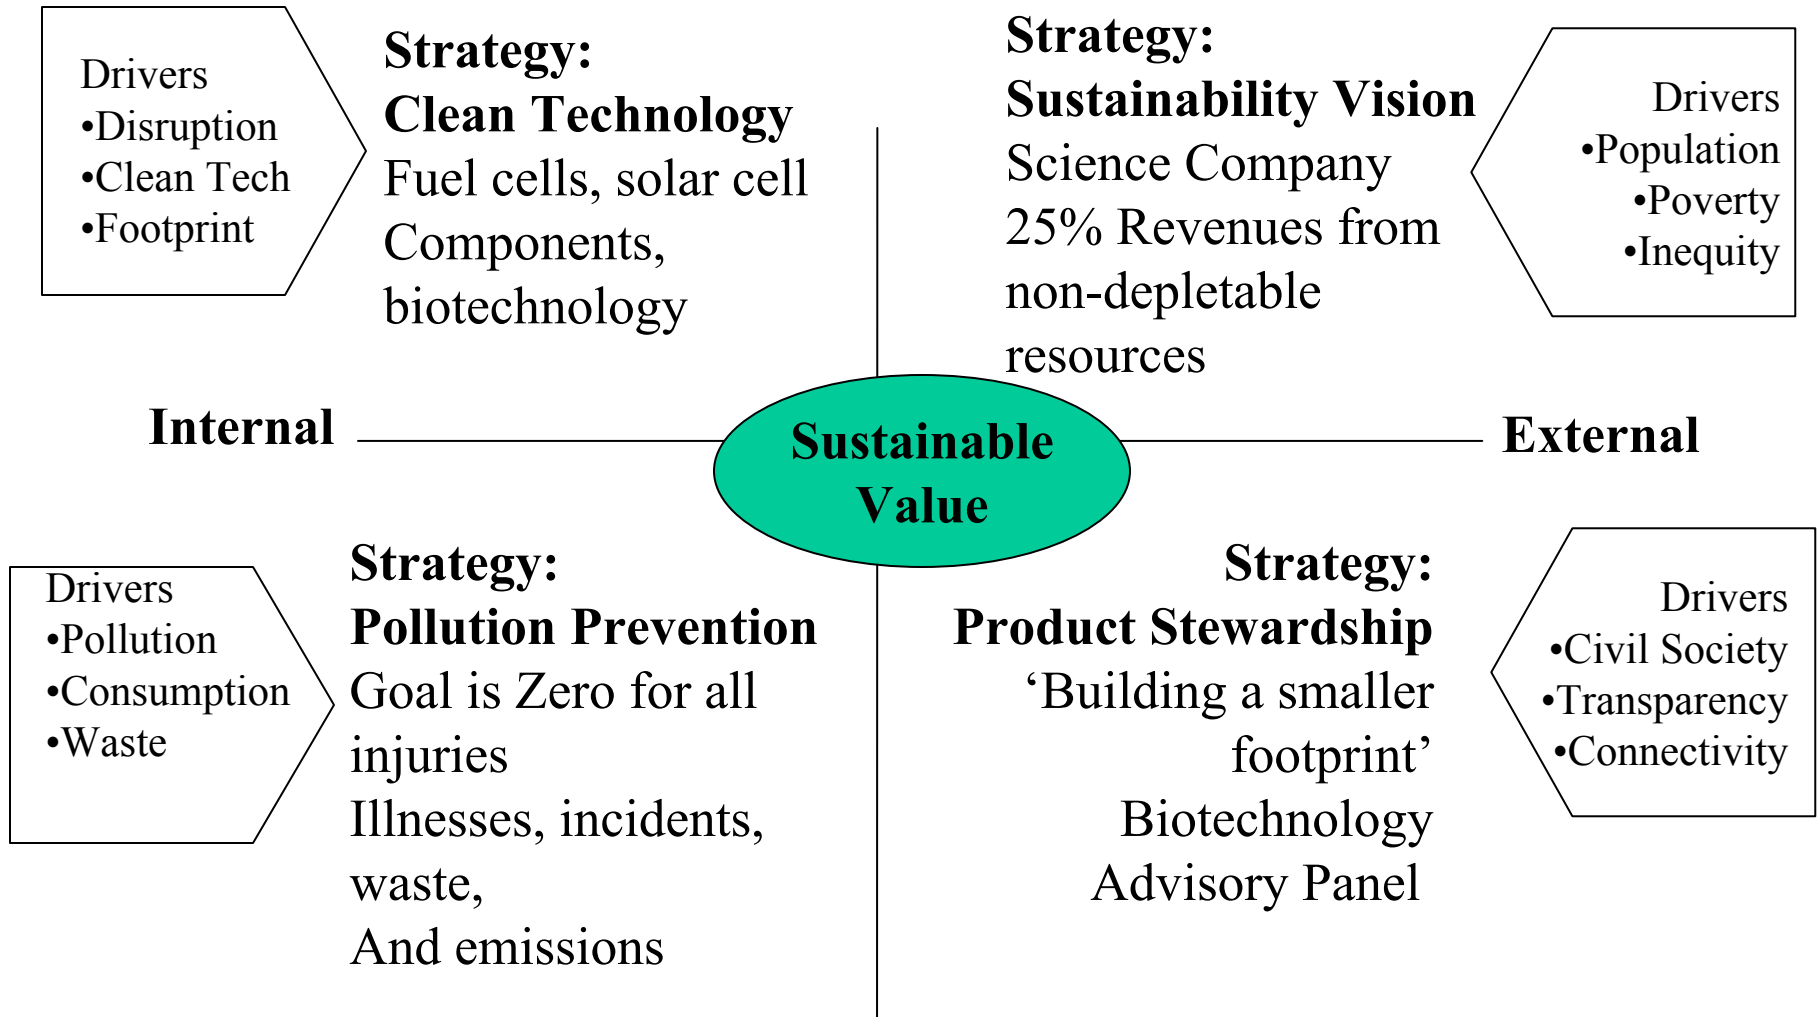 Drivers
•Disruption
•Clean Tech
•Footprint
Strategy:
Clean Technology
Fuel cells, solar cell
Components,
biotechnology
Strategy:
Sustainability Vision
Science Company
25% Revenues from
non-depletable
resources
Drivers
•Population
•Poverty
•Inequity
Internal
Sustainable
Value
External
Drivers
•Pollution
•Consumption
•Waste
Strategy:
Pollution Prevention
Goal is Zero for all
injuries
Illnesses, incidents,
waste,
And emissions
Strategy:
Product Stewardship
‘Building a smaller
footprint’
Biotechnology
Advisory Panel
Drivers
•Civil Society
•Transparency
•Connectivity